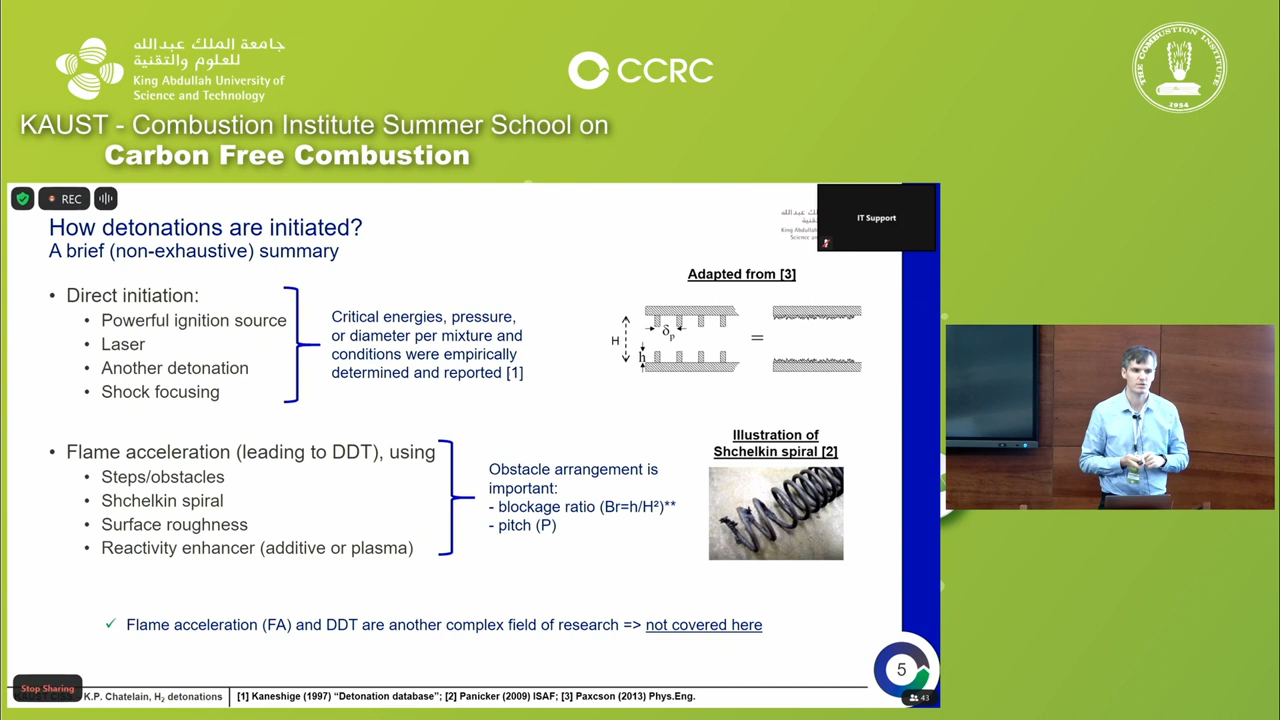 جامعة الملك عبدالله
للعلوم والتقنية
King Abdullah University of
Science and Technology
CCRC
THE COMBUSTION INSTITUTE
1954
KAUST - Combustion Institute Summer School on
Carbon Free Combustion
REC
IT Support
How detonations are initiated?
A brief (non-exhaustive) summary
• Direct initiation:
• Powerful ignition source
• Laser
• Another detonation
• Shock focusing
Critical energies, pressure,
or diameter per mixture and
conditions were empirically
determined and reported [1]
Adapted from [3]
H
δp
h
=
• Flame acceleration (leading to DDT), using
• Steps/obstacles
• Shchelkin spiral
• Surface roughness
• Reactivity enhancer (additive or plasma)
Obstacle arrangement is
important:
- blockage ratio (Br=h/H²)**
- pitch (P)
Illustration of
Shchelkin spiral [2]
✓ Flame acceleration (FA) and DDT are another complex field of research => not covered here
5
Stop Sharing
K.P. Chatelain, H₂ detonations
[1] Kaneshige (1997) “Detonation database”; [2] Panicker (2009) ISAF; [3] Paxcson (2013) Phys.Eng.
43